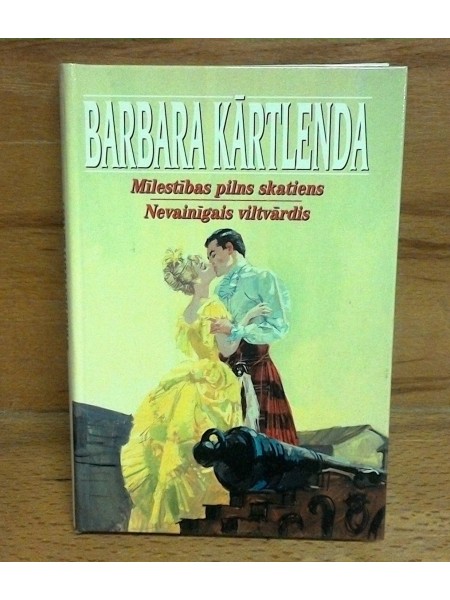 BARBARA KĀRTLENDA
Mīlestības pilns skatiens
Nevainīgais viltvārdis